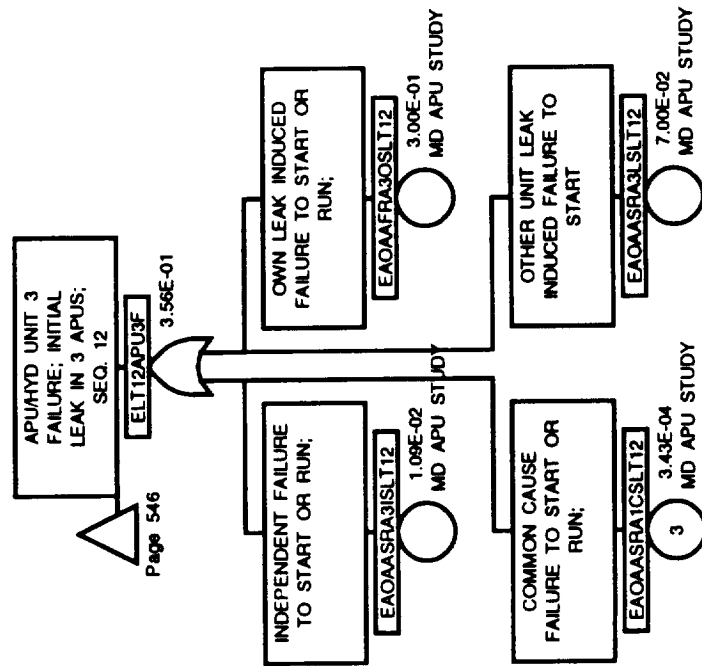 APU/HYD UNIT 3
FAILURE; INITIAL
LEAK IN 3 APUS;
SEQ. 12
ELT12APU3F
3.56E-01
Page 546
INDEPENDENT FAILURE
TO START OR RUN;
EAOAASRA3ISLT12
1.09E-02
MD APU STUDY
OWN LEAK INDUCED
FAILURE TO START OR
RUN;
EAOAAFRA3OSLT12
3.00E-01
MD APU STUDY
COMMON CAUSE
FAILURE TO START OR
RUN;
EAOAASRA1CSLT12
3
3.43E-04
MD APU STUDY
OTHER UNIT LEAK
INDUCED FAILURE TO
START
EAOAASRA3LSLT12
7.00E-02
MD APU STUDY